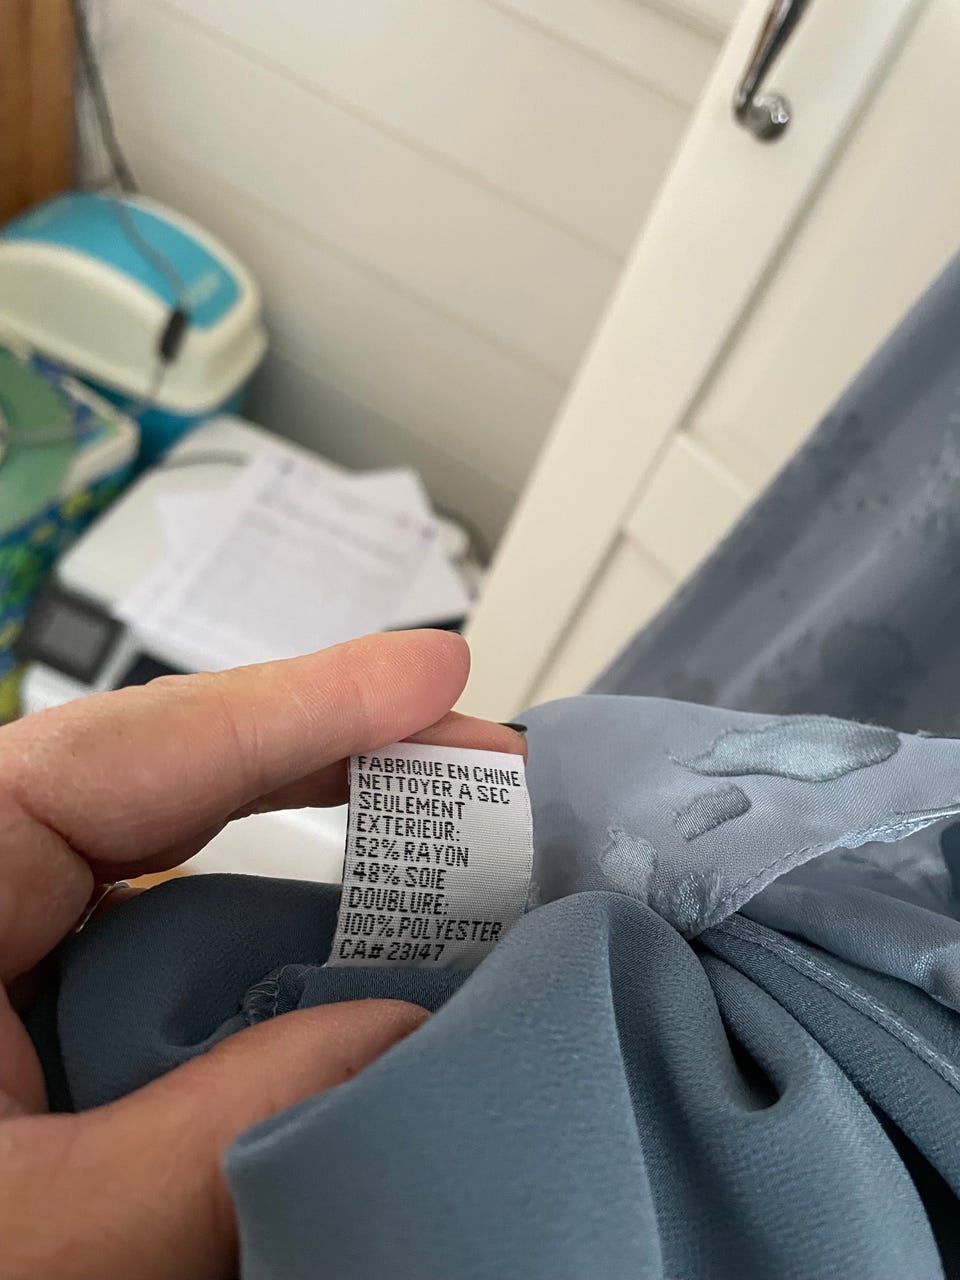 FABRIQUE EN CHINE
NETTOYER A SEC
SEULEMENT
EXTERIEUR:
52% RAYON
48% SOIE
DOUBLURE:
100% POLYESTER
CA# 23147